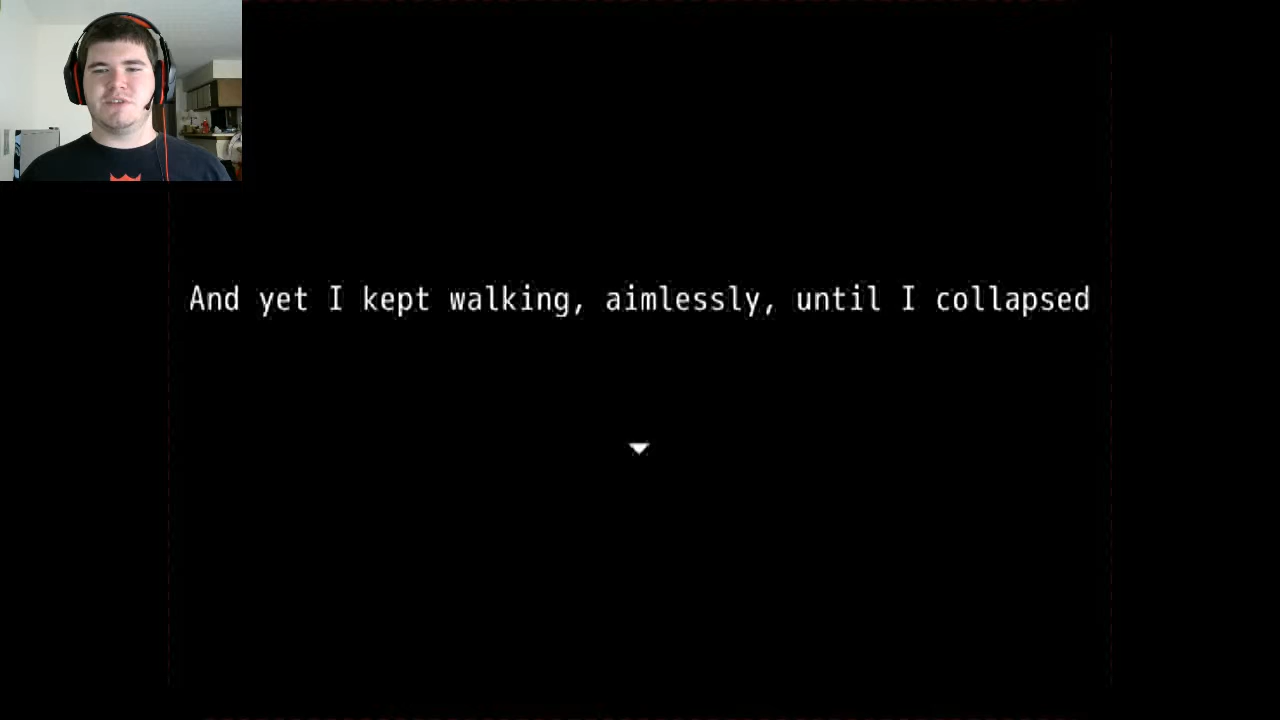 And yet I kept walking, aimlessly, until I collapsed